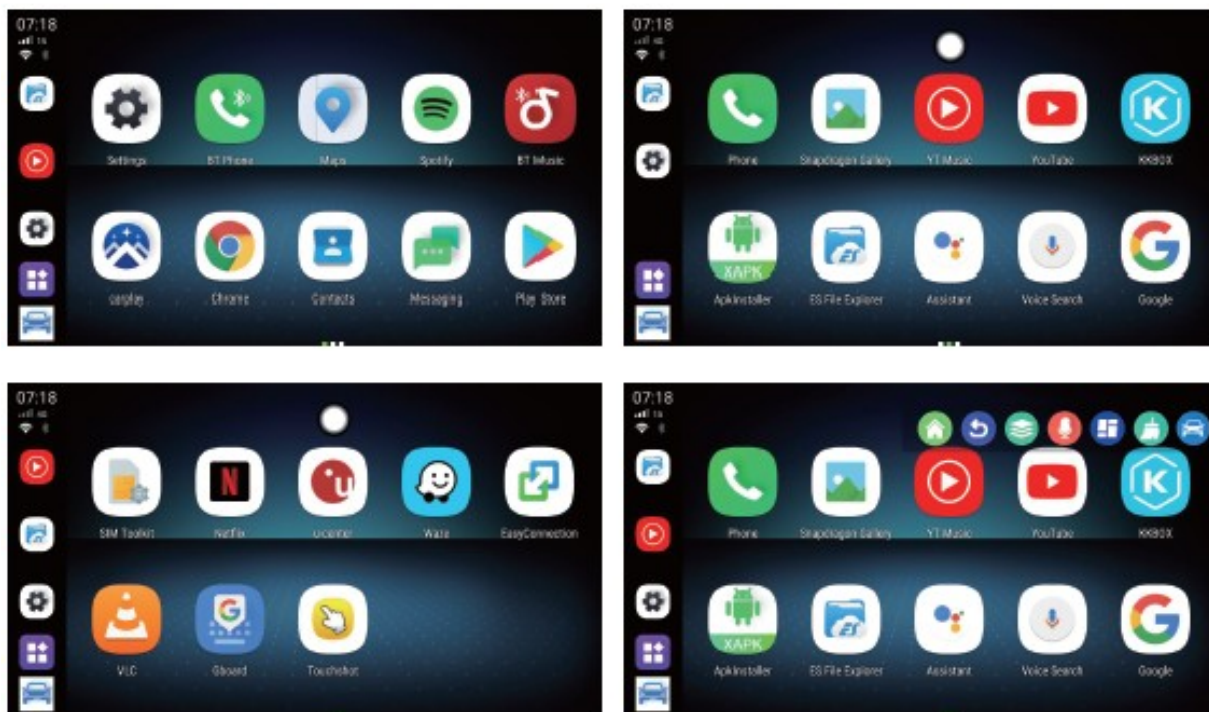 07:18
Settings BT Phone Maps Spotify BT Music
carplay Chrome Contacts Messaging Play Store
07:18
Phone Snapdragon Gallery YT Music YouTube KKBOX
XAPK
ApkInstaller ES File Explorer Assistant Voice Search Google
07:18
SIM Toolkit Netflix u-center Waze EasyConnection
VLC Gboard Touchshot
07:18
Phone Snapdragon Gallery YT Music YouTube KKBOX
XAPK
ApkInstaller ES File Explorer Assistant Voice Search Google